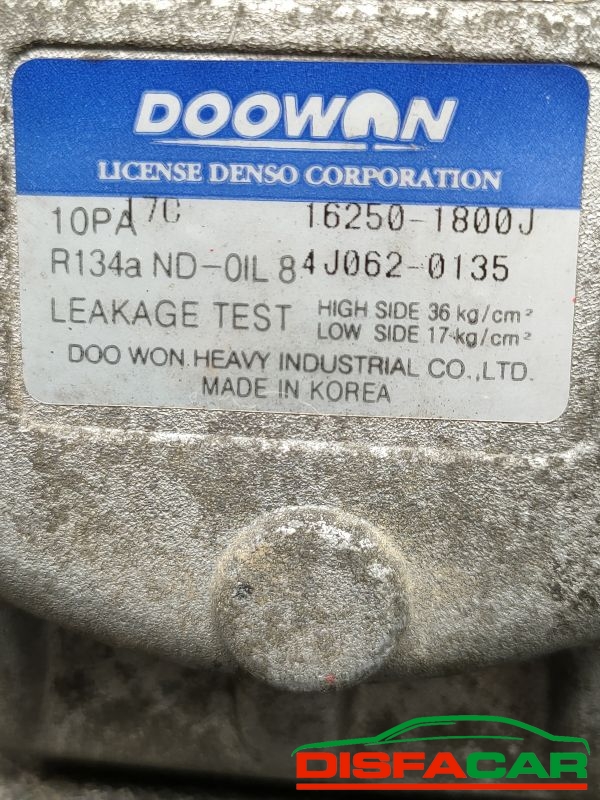 DOOWON
LICENSE DENSO CORPORATION
10PA17C 16250-1800J
R134a ND-OIL 8 4J062-0135
LEAKAGE TEST HIGH SIDE 36 kg/cm²
LOW SIDE 17 kg/cm²
DOO WON HEAVY INDUSTRIAL CO.,LTD.
MADE IN KOREA
DISFACAR